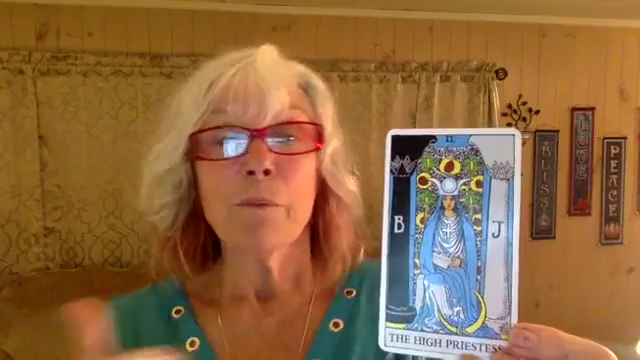 II
B
J
THE HIGH PRIESTESS
BLISS
LOVE
PEACE